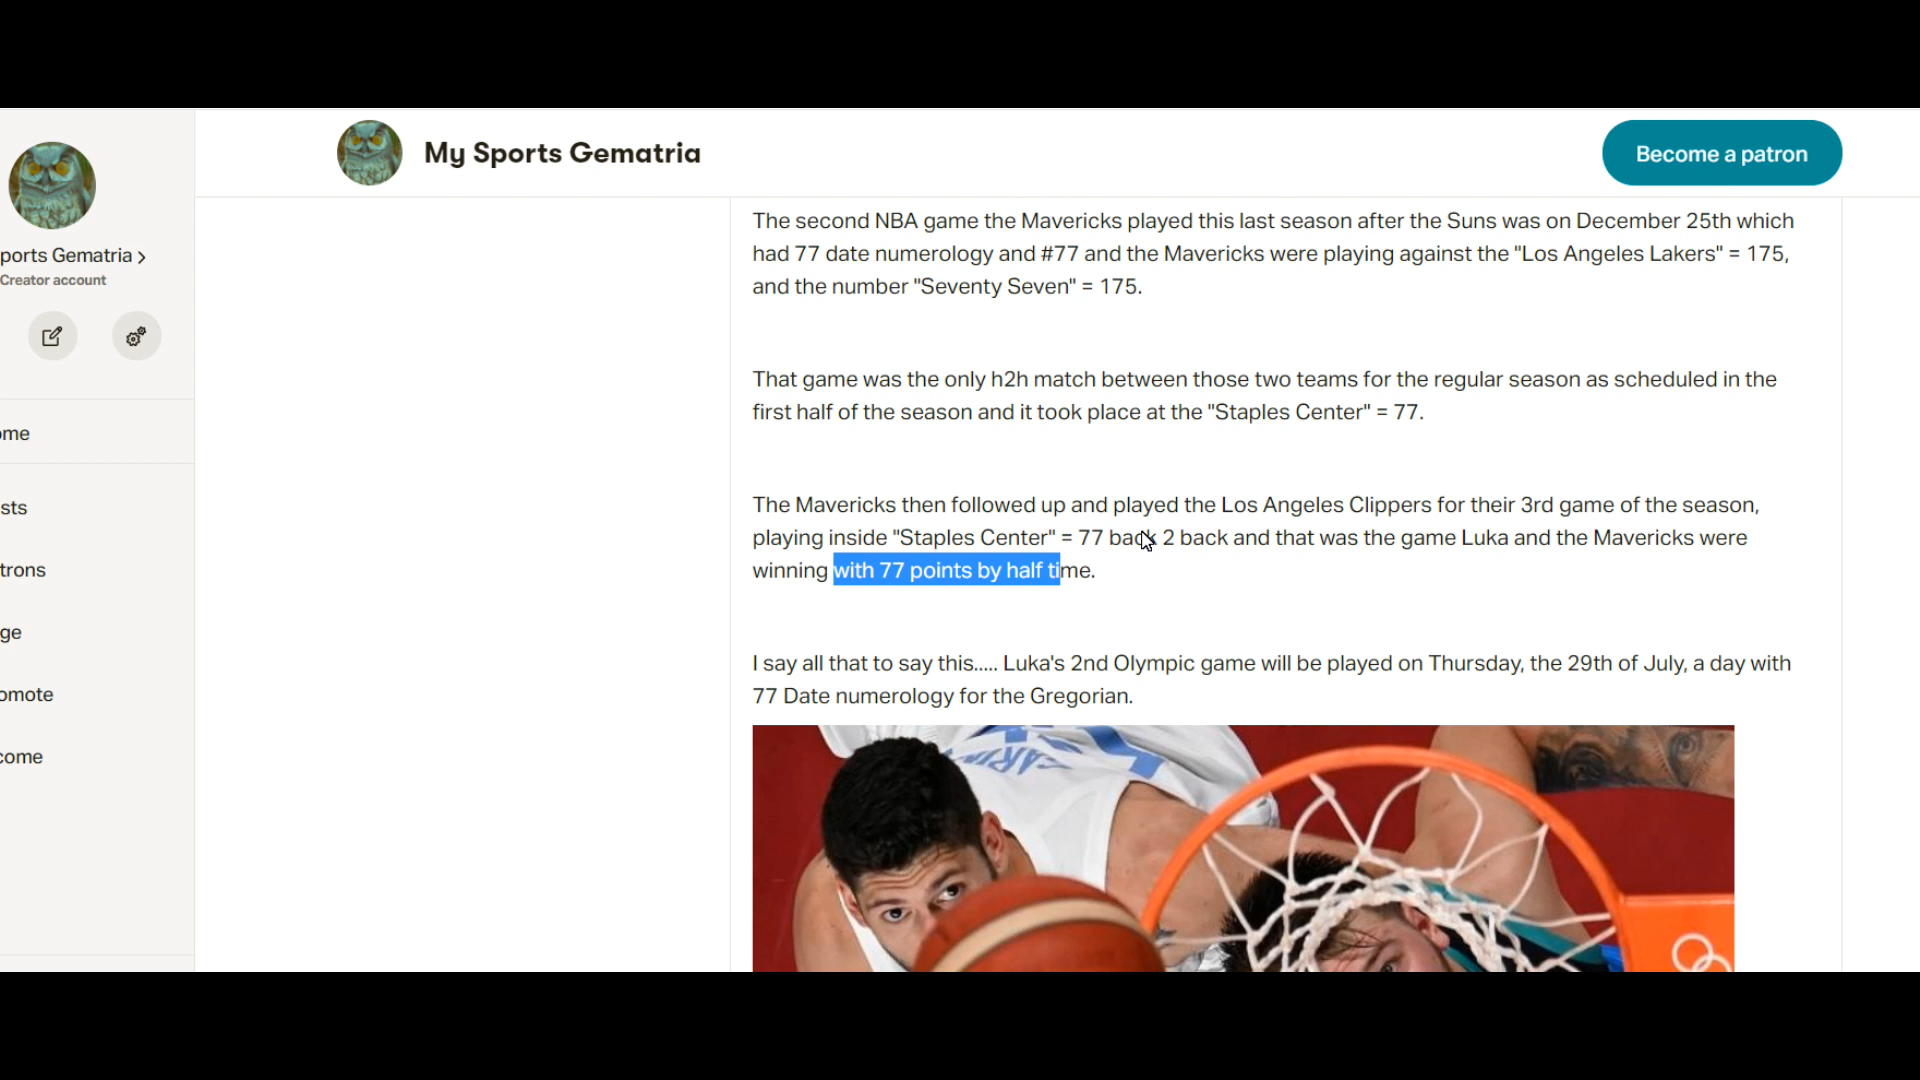 My Sports Gematria
Become a patron
ports Gematria
Creator account
ome
sts
trons
ge
omote
come
The second NBA game the Mavericks played this last season after the Suns was on December 25th which
had 77 date numerology and #77 and the Mavericks were playing against the "Los Angeles Lakers" = 175,
and the number "Seventy Seven" = 175.
That game was the only h2h match between those two teams for the regular season as scheduled in the
first half of the season and it took place at the "Staples Center" = 77.
The Mavericks then followed up and played the Los Angeles Clippers for their 3rd game of the season,
playing inside "Staples Center" = 77 back 2 back and that was the game Luka and the Mavericks were
winning with 77 points by half time.
I say all that to say this..... Luka's 2nd Olympic game will be played on Thursday, the 29th of July, a day with
77 Date numerology for the Gregorian.